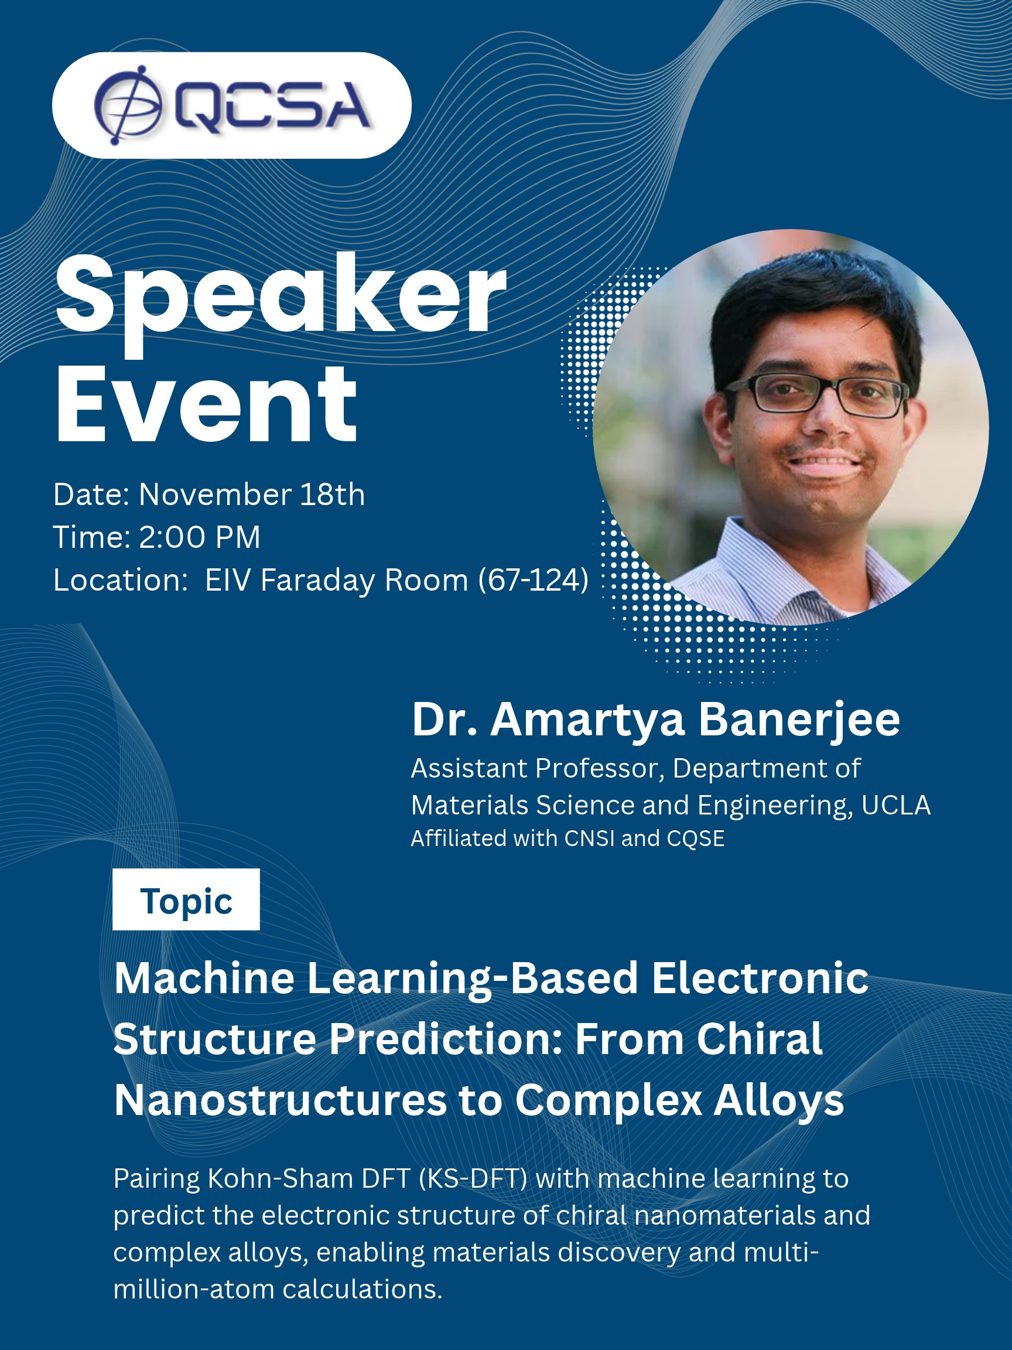 QCSA
Speaker
Event
Date: November 18th
Time: 2:00 PM
Location:  EIV Faraday Room (67-124)
Dr. Amartya Banerjee
Assistant Professor, Department of
Materials Science and Engineering, UCLA
Affiliated with CNSI and CQSE
Topic
Machine Learning-Based Electronic
Structure Prediction: From Chiral
Nanostructures to Complex Alloys
Pairing Kohn-Sham DFT (KS-DFT) with machine learning to
predict the electronic structure of chiral nanomaterials and
complex alloys, enabling materials discovery and multi-
million-atom calculations.